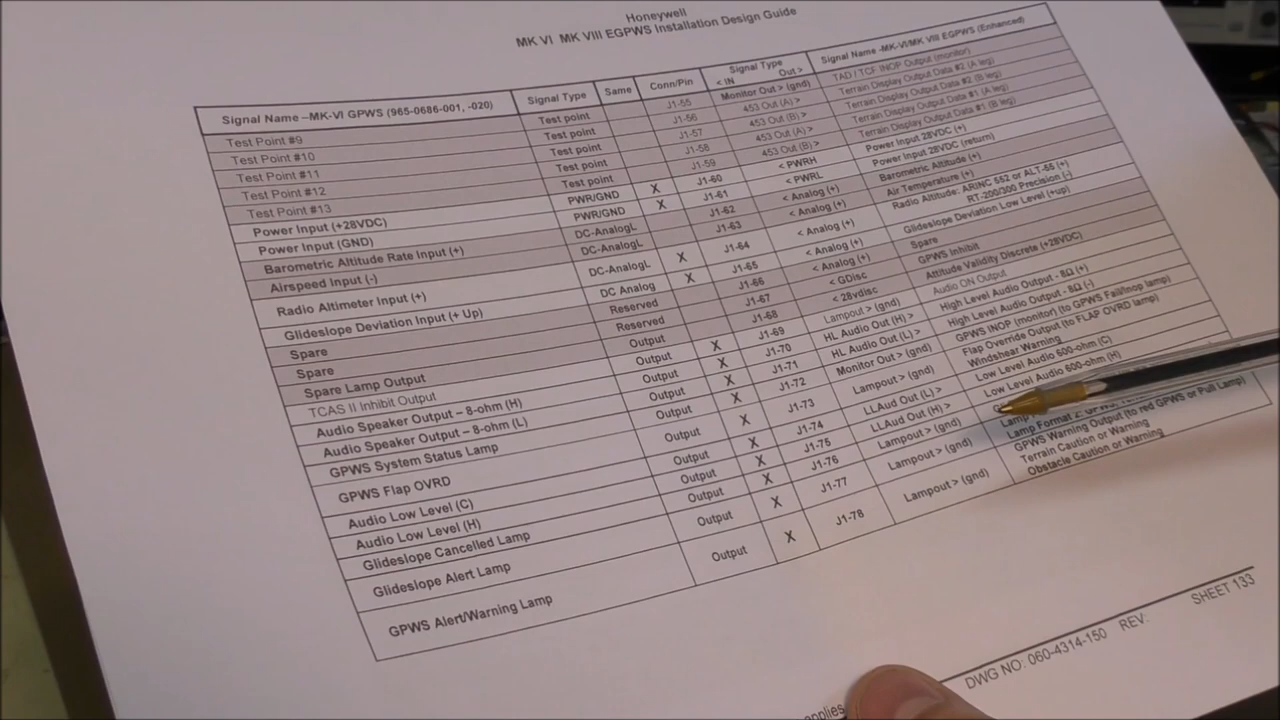 Honeywell
MK VI MK VIII EGPWS Installation Design Guide
Signal Name –MK-VI GPWS (965-0686-001, -020) Signal Type Same Conn/Pin Signal Type < IN Out > Signal Name -MK-VI/MK VIII EGPWS (Enhanced)
Test Point #9 Test point J1-55 Monitor Out > (gnd) TAD / TCF INOP Output (monitor)
Test Point #10 Test point J1-56 453 Out (A) > Terrain Display Output Data #2 (A leg)
Test Point #11 Test point J1-57 453 Out (B) > Terrain Display Output Data #2 (B leg)
Test Point #12 Test point J1-58 453 Out (A) > Terrain Display Output Data #1 (A leg)
Test Point #13 Test point J1-59 453 Out (B) > Terrain Display Output Data #1 (B leg)
Power Input (+28VDC) PWR/GND X J1-60 < PWRH Power Input 28VDC (+)
Power Input (GND) PWR/GND X J1-61 < PWRL Power Input 28VDC (return)
Barometric Altitude Rate Input (+) DC-AnalogL J1-62 < Analog (+) Barometric Altitude (+)
Airspeed Input (-) DC-AnalogL J1-63 < Analog (+) Air Temperature (+)
Radio Altimeter Input (+) DC-AnalogL X J1-64 < Analog (+) Radio Altitude: ARINC 552 or ALT-55 (+)
RT-200/300 Precision (-)
Glideslope Deviation Input (+ Up) DC Analog X J1-65 < Analog (+) Glideslope Deviation Low Level (+up)
Spare Reserved J1-66 < Analog (+) Spare
Spare Reserved J1-67 < GDisc GPWS Inhibit
Spare Lamp Output Output J1-68 < 28vdisc Attitude Validity Discrete (+28VDC)
TCAS II Inhibit Output Output X J1-69 Lampout > (gnd) Audio ON Output
Audio Speaker Output – 8-ohm (H) Output X J1-70 HL Audio Out (H) > High Level Audio Output - 8Ω (+)
Audio Speaker Output – 8-ohm (L) Output X J1-71 HL Audio Out (L) > High Level Audio Output - 8Ω (-)
GPWS System Status Lamp Output X J1-72 Monitor Out > (gnd) GPWS INOP (monitor) (to GPWS Fail/Inop lamp)
GPWS Flap OVRD Output X J1-73 Lampout > (gnd) Flap Override Output (to FLAP OVRD lamp)
Windshear Warning
Audio Low Level (C) Output X J1-74 LLAud Out (L) > Low Level Audio 600-ohm (C)
Audio Low Level (H) Output X J1-75 LLAud Out (H) > Low Level Audio 600-ohm (H)
Glideslope Cancelled Lamp Output X J1-76 Lampout > (gnd)
Glideslope Alert Lamp Output X J1-77 Lampout > (gnd) Lamp Format 2: GPWS,
GPWS Alert/Warning Lamp Output X J1-78 Lampout > (gnd) GPWS Warning Output (to red GPWS or Pull Lamp)
Terrain Caution or Warning
Obstacle Caution or Warning
DWG NO: 060-4314-150 REV: SHEET 133